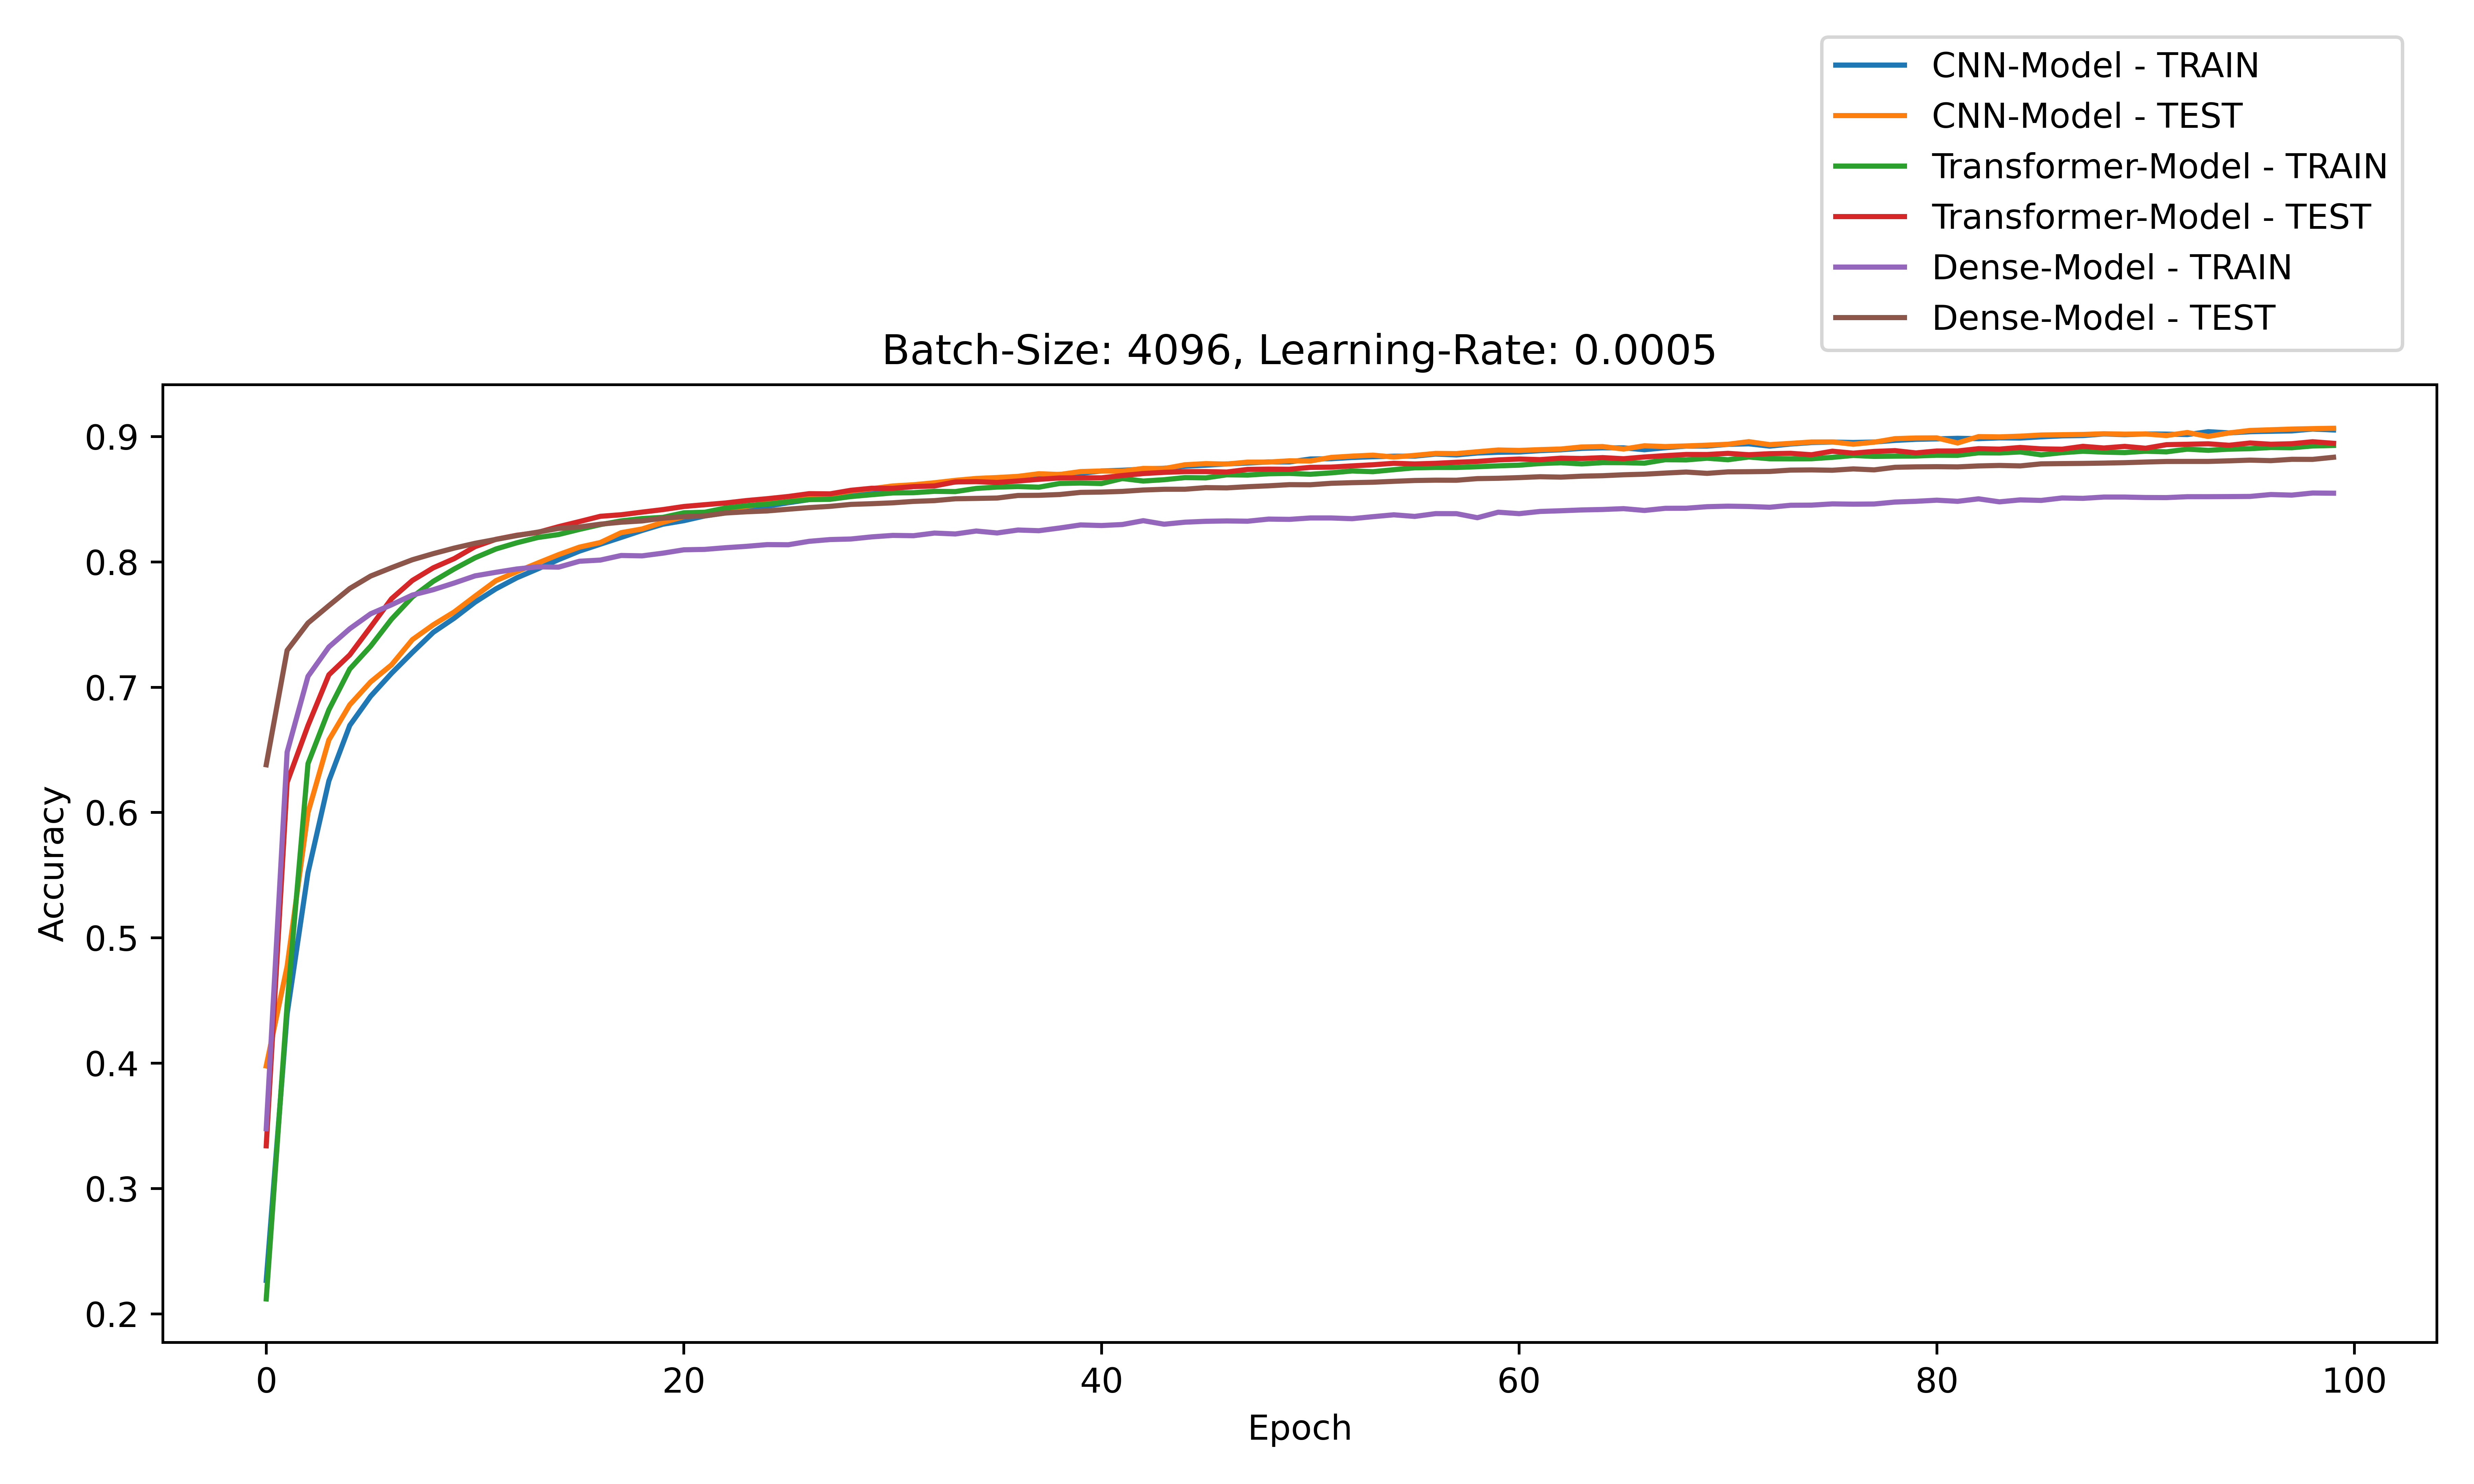 CNN-Model - TRAIN
CNN-Model - TEST
Transformer-Model - TRAIN
Transformer-Model - TEST
Dense-Model - TRAIN
Dense-Model - TEST
Batch-Size: 4096, Learning-Rate: 0.0005
Accuracy
0.9
0.8
0.7
0.6
0.5
0.4
0.3
0.2
0 20 40 60 80 100
Epoch